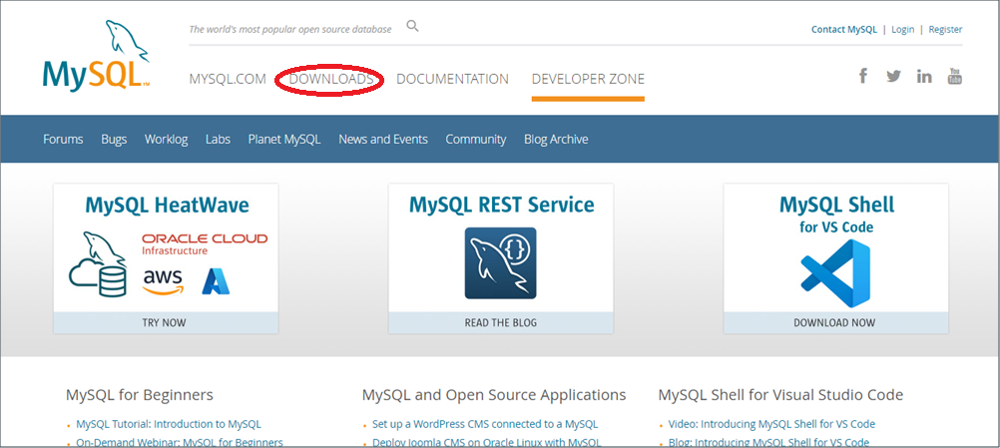 The world's most popular open source database
Contact MySQL | Login | Register
MySQL™
MYSQL.COM DOWNLOADS DOCUMENTATION DEVELOPER ZONE
f in You Tube
Forums Bugs Worklog Labs Planet MySQL News and Events Community Blog Archive
MySQL HeatWave
ORACLE CLOUD
Infrastructure
aws
TRY NOW
MySQL REST Service
{}
READ THE BLOG
MySQL Shell
for VS Code
DOWNLOAD NOW
MySQL for Beginners
MySQL Tutorial: Introduction to MySQL
On-Demand Webinar: MySQL for Beginners
MySQL and Open Source Applications
Set up a WordPress CMS connected to a MySQL
Deploy Joomla CMS on Oracle Linux with MySQL
MySQL Shell for Visual Studio Code
Video: Introducing MySQL Shell for VS Code
Blog: Introducing MySQL Shell for VS Code